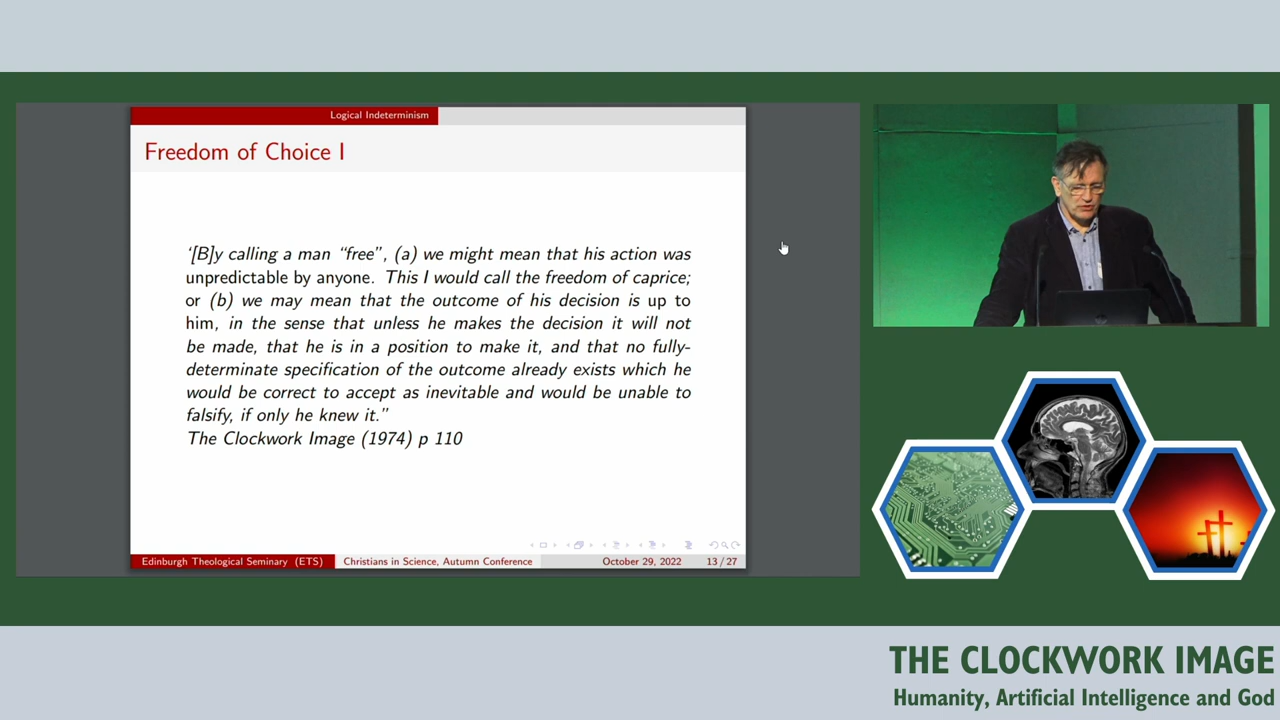 Logical Indeterminism
Freedom of Choice I
‘[B]y calling a man “free”, (a) we might mean that his action was
unpredictable by anyone. This I would call the freedom of caprice;
or (b) we may mean that the outcome of his decision is up to
him, in the sense that unless he makes the decision it will not
be made, that he is in a position to make it, and that no fully-
determinate specification of the outcome already exists which he
would be correct to accept as inevitable and would be unable to
falsify, if only he knew it.”
The Clockwork Image (1974) p 110
Edinburgh Theological Seminary (ETS)
Christians in Science, Autumn Conference
October 29, 2022
13 / 27
THE CLOCKWORK IMAGE
Humanity, Artificial Intelligence and God